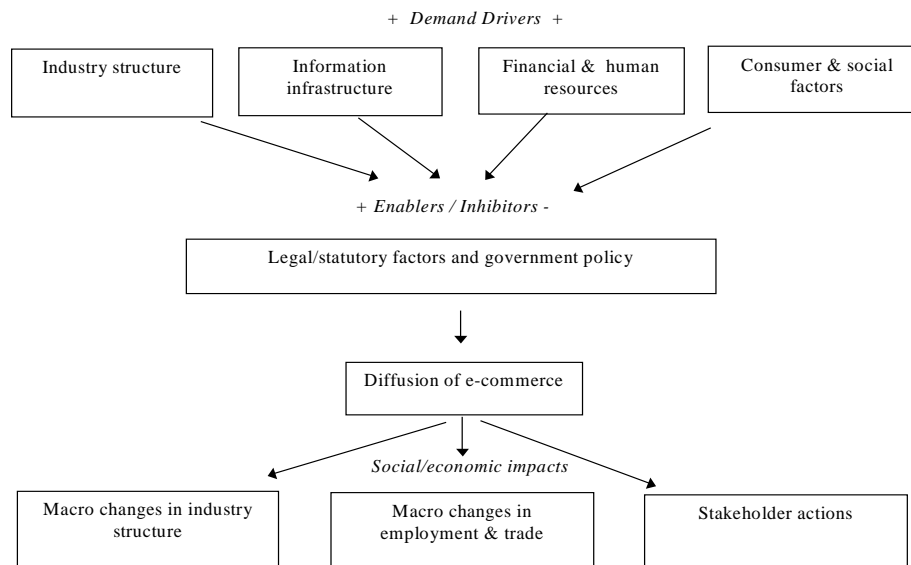 + Demand Drivers +
Industry structure
Information
infrastructure
Financial & human
resources
Consumer & social
factors
+ Enablers / Inhibitors -
Legal/statutory factors and government policy
Diffusion of e-commerce
Social/economic impacts
Macro changes in industry
structure
Macro changes in
employment & trade
Stakeholder actions